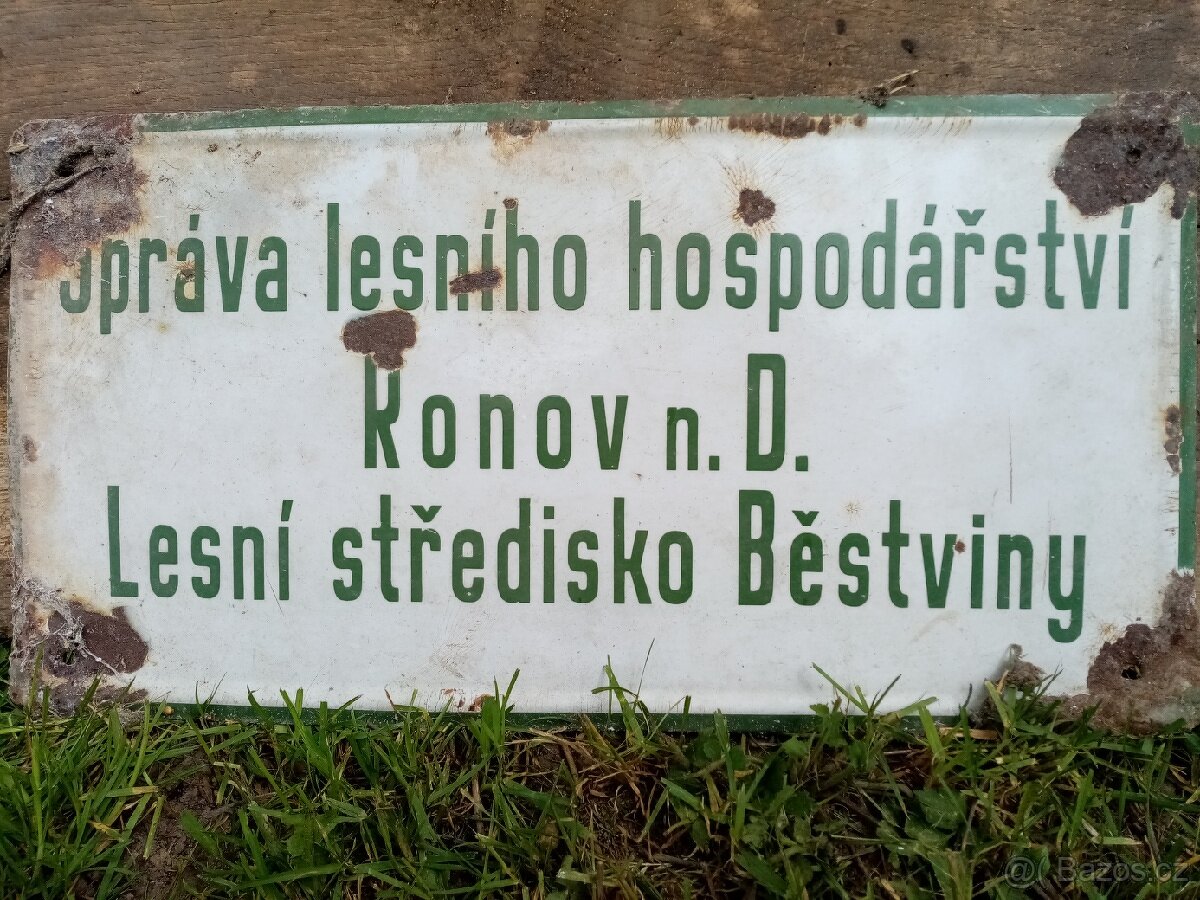 Správa lesního hospodářství
Ronov n. D.
Lesní středisko Běstviny
@ Bazos.cz